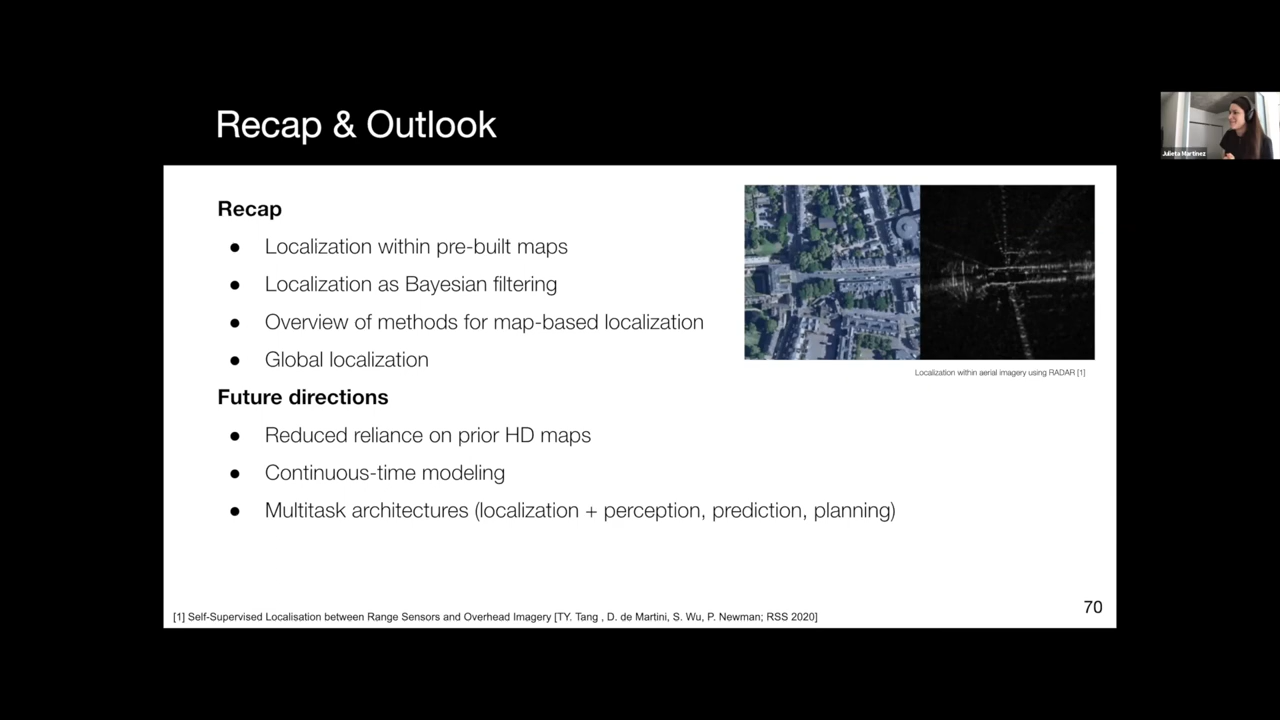 Recap & Outlook
Julieta Martinez
Recap
● Localization within pre-built maps
● Localization as Bayesian filtering
● Overview of methods for map-based localization
● Global localization
Localization within aerial imagery using RADAR [1]
Future directions
● Reduced reliance on prior HD maps
● Continuous-time modeling
● Multitask architectures (localization + perception, prediction, planning)
70
[1] Self-Supervised Localisation between Range Sensors and Overhead Imagery [TY. Tang , D. de Martini, S. Wu, P. Newman; RSS 2020]